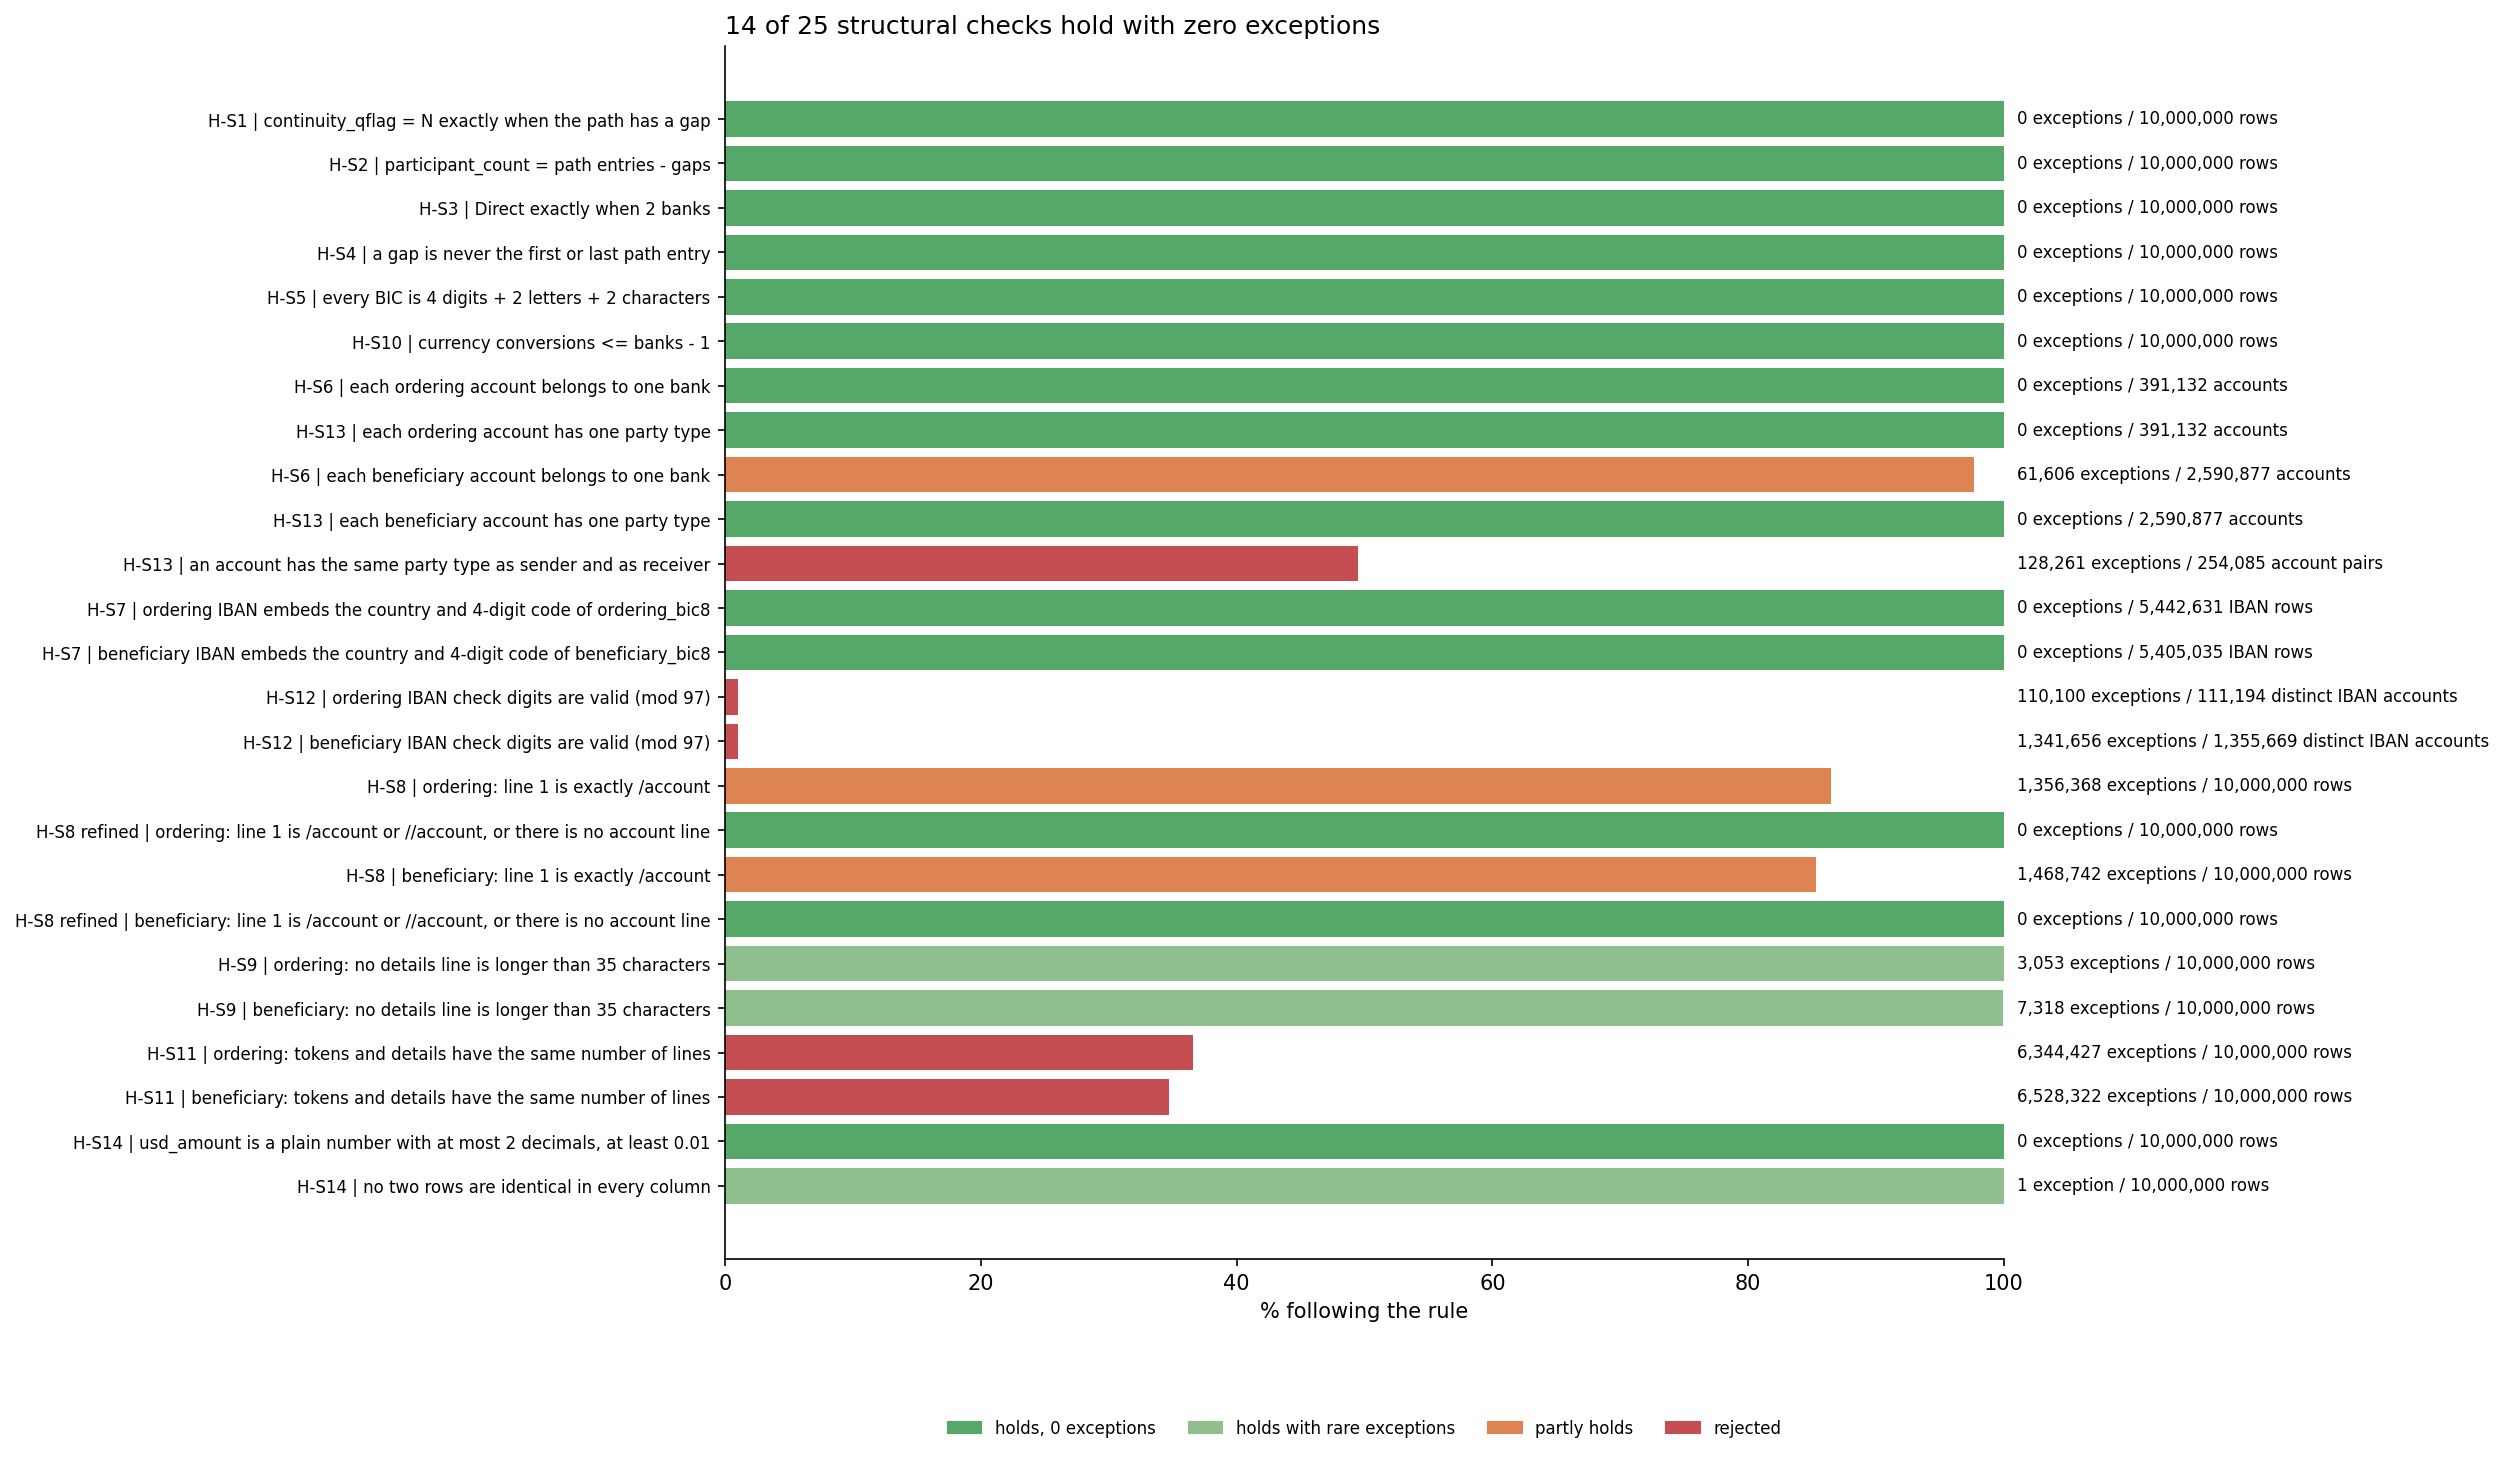 14 of 25 structural checks hold with zero exceptions
H-S1 | continuity_qflag = N exactly when the path has a gap 0 exceptions / 10,000,000 rows
H-S2 | participant_count = path entries - gaps 0 exceptions / 10,000,000 rows
H-S3 | Direct exactly when 2 banks 0 exceptions / 10,000,000 rows
H-S4 | a gap is never the first or last path entry 0 exceptions / 10,000,000 rows
H-S5 | every BIC is 4 digits + 2 letters + 2 characters 0 exceptions / 10,000,000 rows
H-S10 | currency conversions <= banks - 1 0 exceptions / 10,000,000 rows
H-S6 | each ordering account belongs to one bank 0 exceptions / 391,132 accounts
H-S13 | each ordering account has one party type 0 exceptions / 391,132 accounts
H-S6 | each beneficiary account belongs to one bank 61,606 exceptions / 2,590,877 accounts
H-S13 | each beneficiary account has one party type 0 exceptions / 2,590,877 accounts
H-S13 | an account has the same party type as sender and as receiver 128,261 exceptions / 254,085 account pairs
H-S7 | ordering IBAN embeds the country and 4-digit code of ordering_bic8 0 exceptions / 5,442,631 IBAN rows
H-S7 | beneficiary IBAN embeds the country and 4-digit code of beneficiary_bic8 0 exceptions / 5,405,035 IBAN rows
H-S12 | ordering IBAN check digits are valid (mod 97) 110,100 exceptions / 111,194 distinct IBAN accounts
H-S12 | beneficiary IBAN check digits are valid (mod 97) 1,341,656 exceptions / 1,355,669 distinct IBAN accounts
H-S8 | ordering: line 1 is exactly /account 1,356,368 exceptions / 10,000,000 rows
H-S8 refined | ordering: line 1 is /account or //account, or there is no account line 0 exceptions / 10,000,000 rows
H-S8 | beneficiary: line 1 is exactly /account 1,468,742 exceptions / 10,000,000 rows
H-S8 refined | beneficiary: line 1 is /account or //account, or there is no account line 0 exceptions / 10,000,000 rows
H-S9 | ordering: no details line is longer than 35 characters 3,053 exceptions / 10,000,000 rows
H-S9 | beneficiary: no details line is longer than 35 characters 7,318 exceptions / 10,000,000 rows
H-S11 | ordering: tokens and details have the same number of lines 6,344,427 exceptions / 10,000,000 rows
H-S11 | beneficiary: tokens and details have the same number of lines 6,528,322 exceptions / 10,000,000 rows
H-S14 | usd_amount is a plain number with at most 2 decimals, at least 0.01 0 exceptions / 10,000,000 rows
H-S14 | no two rows are identical in every column 1 exception / 10,000,000 rows
0 20 40 60 80 100
% following the rule
holds, 0 exceptions holds with rare exceptions partly holds rejected